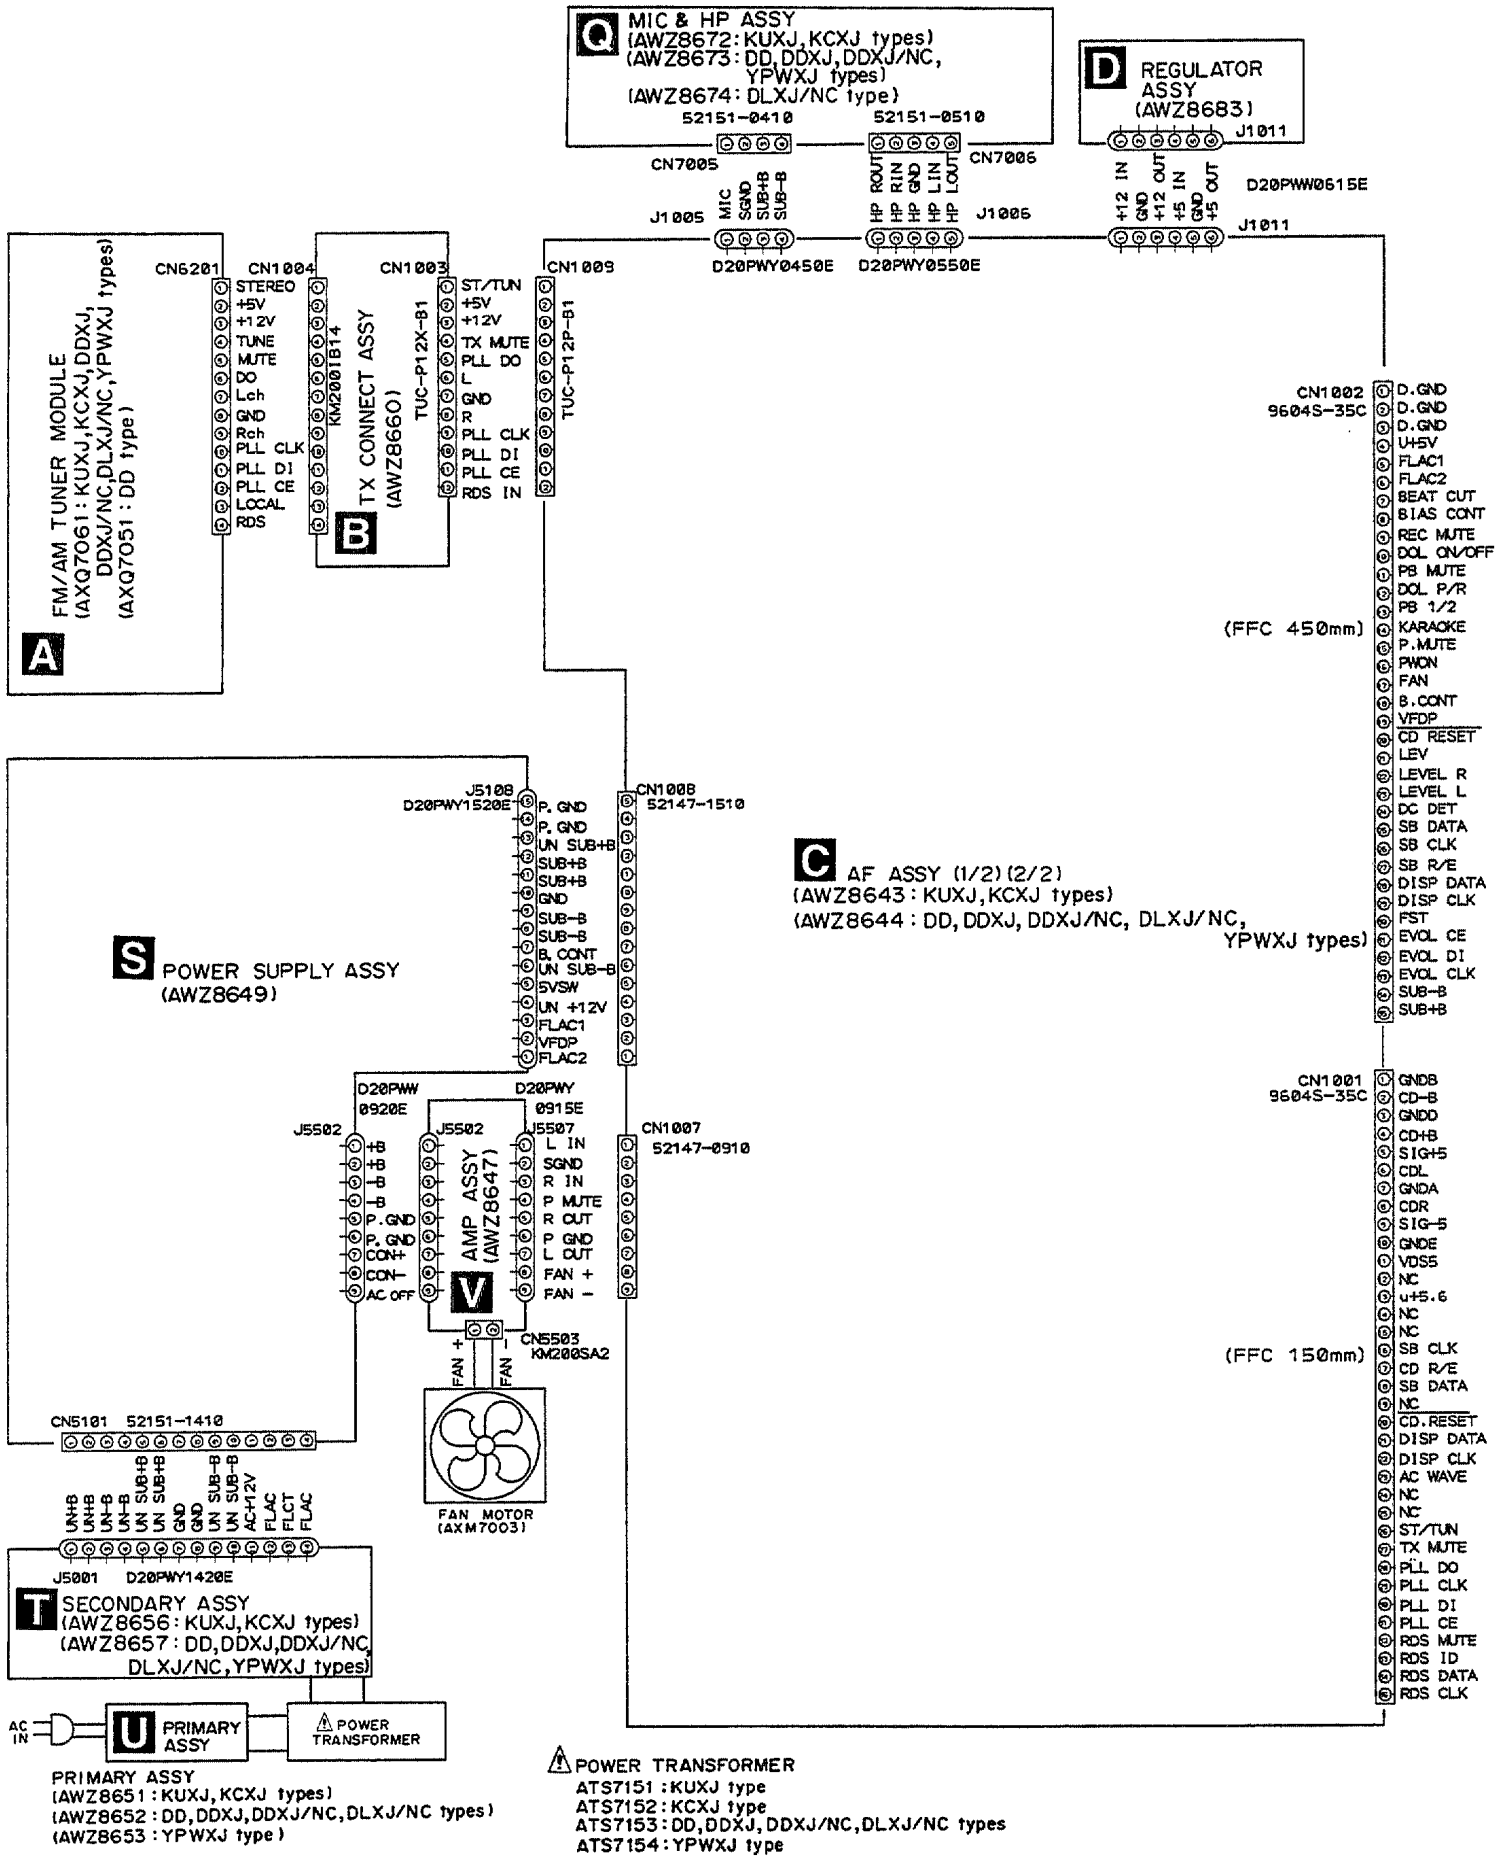 Q MIC & HP ASSY
(AWZ8672: KUXJ,KCXJ types)
(AWZ8673: DD,DDXJ,DDXJ/NC,
YPWXJ types)
(AWZ8674: DLXJ/NC type)
52151-0410 52151-0510
CN7005 CN7006
MIC
SGND
SUB+B
SUB-B
HP ROUT
HP RIN
HP GND
HP LIN
HP LOUT
J1005 J1006
D20PWY0450E D20PWY0550E
D REGULATOR
ASSY
(AWZ8683)
J1011
+12 IN
GND
+12 OUT
+5 IN
GND
+5 OUT
D20PWW0615E
J1011
A FM/AM TUNER MODULE
(AXQ7061: KUXJ,KCXJ,DDXJ,
DDXJ/NC,DLXJ/NC,YPWXJ types)
(AXQ7051: DD type)
CN6201
STEREO
+5V
+12V
TUNE
MUTE
DO
Lch
GND
Rch
PLL CLK
PLL DI
PLL CE
LOCAL
RDS
CN1004
KM200IB14
B TX CONNECT ASSY
(AWZ8660)
CN1003
TUC-P12X-B1
ST/TUN
+5V
+12V
TX MUTE
PLL DO
L
GND
R
PLL CLK
PLL DI
PLL CE
RDS IN
CN1009
TUC-P12P-B1
CN1002
9604S-35C
D.GND
D.GND
D.GND
U+5V
FLAC1
FLAC2
BEAT CUT
BIAS CONT
REC MUTE
DOL ON/OFF
PB MUTE
DOL P/R
PB 1/2
KARAOKE
P.MUTE
PWON
FAN
B.CONT
VFDP
CD RESET
LEV
LEVEL R
LEVEL L
DC DET
SB DATA
SB CLK
SB R/E
DISP DATA
DISP CLK
FST
EVOL CE
EVOL DI
EVOL CLK
SUB-B
SUB+B
(FFC 450mm)
C AF ASSY (1/2)(2/2)
(AWZ8643: KUXJ,KCXJ types)
(AWZ8644: DD, DDXJ, DDXJ/NC, DLXJ/NC,
YPWXJ types)
S POWER SUPPLY ASSY
(AWZ8649)
J5108
D20PWY1520E
P. GND
P. GND
UN SUB+B
SUB+B
SUB+B
GND
SUB-B
SUB-B
B. CONT
UN SUB-B
5VSW
UN +12V
FLAC1
VFDP
FLAC2
CN1008
52147-1510
D20PWW
0920E
J5502
+B
+B
-B
-B
P.GND
P. GND
CON+
CON-
AC OFF
J5502
V AMP ASSY
(AWZ8647)
D20PWY
0915E
J5507
L IN
SGND
R IN
P MUTE
R OUT
P GND
L OUT
FAN +
FAN -
CN1007
52147-0910
CN5503
KM200SA2
FAN +
FAN -
FAN MOTOR
(AXM7003)
CN1001
9604S-35C
GNDB
CD-B
GNDD
CD+B
SIG+5
CDL
GNDA
CDR
SIG-5
GNDE
VDS5
NC
u+5.6
NC
NC
SB CLK
CD R/E
SB DATA
NC
CD.RESET
DISP DATA
DISP CLK
AC WAVE
NC
NC
ST/TUN
TX MUTE
PLL DO
PLL CLK
PLL DI
PLL CE
RDS MUTE
RDS ID
RDS DATA
RDS CLK
(FFC 150mm)
CN5101 52151-1410
UN+B
UN+B
UN-B
UN-B
UN SUB+B
UN SUB+B
GND
GND
UN SUB-B
UN SUB-B
AC+12V
FLAC
FLCT
FLAC
J5001 D20PWY1420E
T SECONDARY ASSY
(AWZ8656: KUXJ,KCXJ types)
(AWZ8657: DD,DDXJ,DDXJ/NC,
DLXJ/NC,YPWXJ types)
AC
IN
U PRIMARY
ASSY
POWER
TRANSFORMER
PRIMARY ASSY
(AWZ8651: KUXJ,KCXJ types)
(AWZ8652: DD,DDXJ,DDXJ/NC,DLXJ/NC types)
(AWZ8653: YPWXJ type)
POWER TRANSFORMER
ATS7151: KUXJ type
ATS7152: KCXJ type
ATS7153: DD,DDXJ,DDXJ/NC,DLXJ/NC types
ATS7154: YPWXJ type